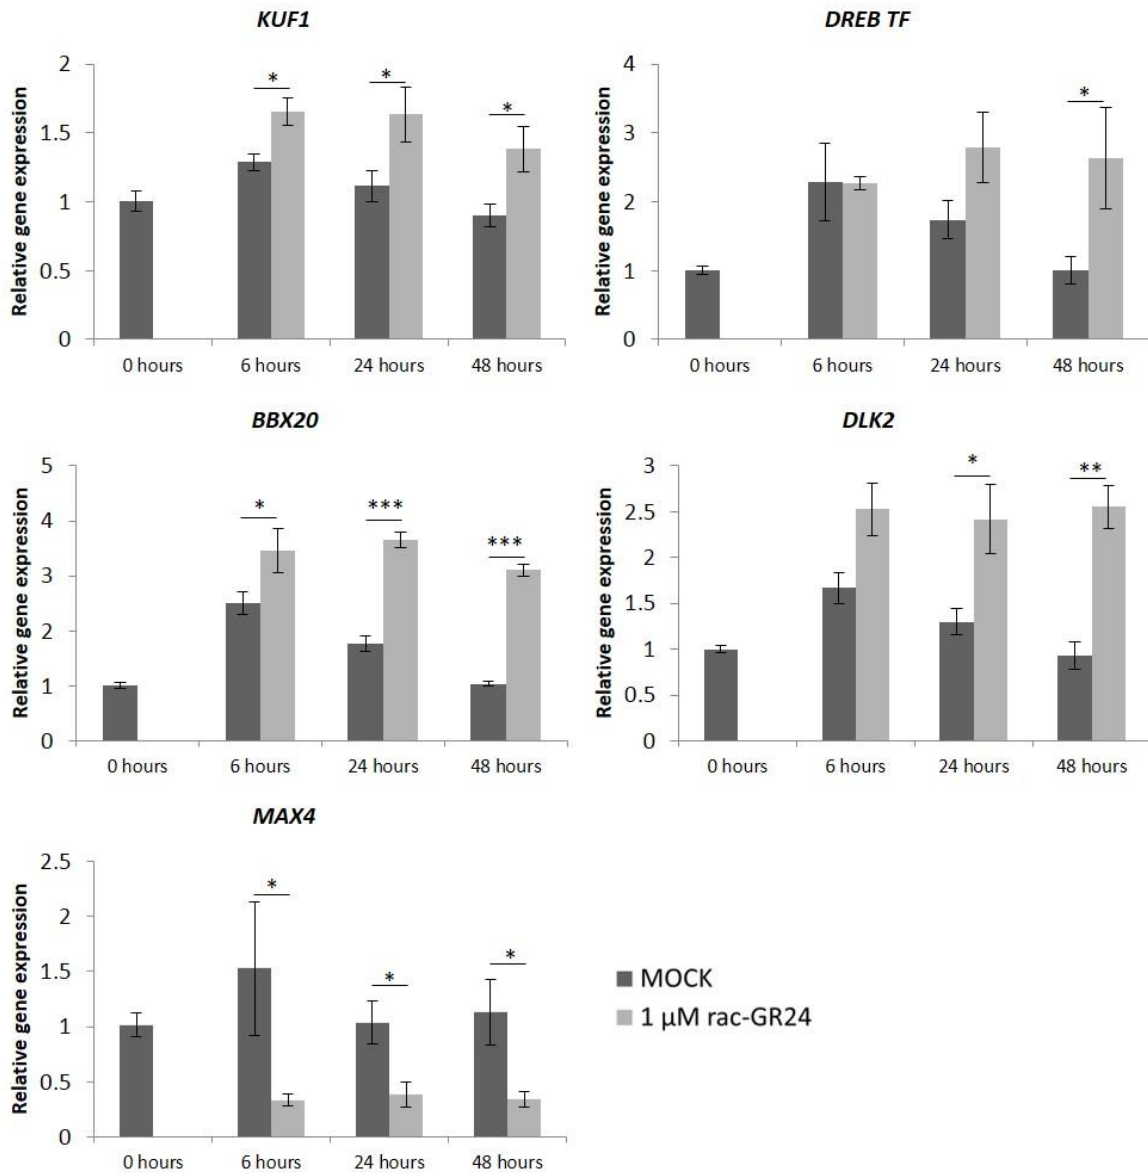 KUF1
Relative gene expression
2
1.5
1
0.5
0
* * *
0 hours 6 hours 24 hours 48 hours
DREB TF
Relative gene expression
4
3
2
1
0
*
0 hours 6 hours 24 hours 48 hours
BBX20
Relative gene expression
5
4
3
2
1
0
* *** ***
0 hours 6 hours 24 hours 48 hours
DLK2
Relative gene expression
3
2.5
2
1.5
1
0.5
0
* **
0 hours 6 hours 24 hours 48 hours
MAX4
Relative gene expression
2.5
2
1.5
1
0.5
0
* * *
0 hours 6 hours 24 hours 48 hours
MOCK
1 µM rac-GR24